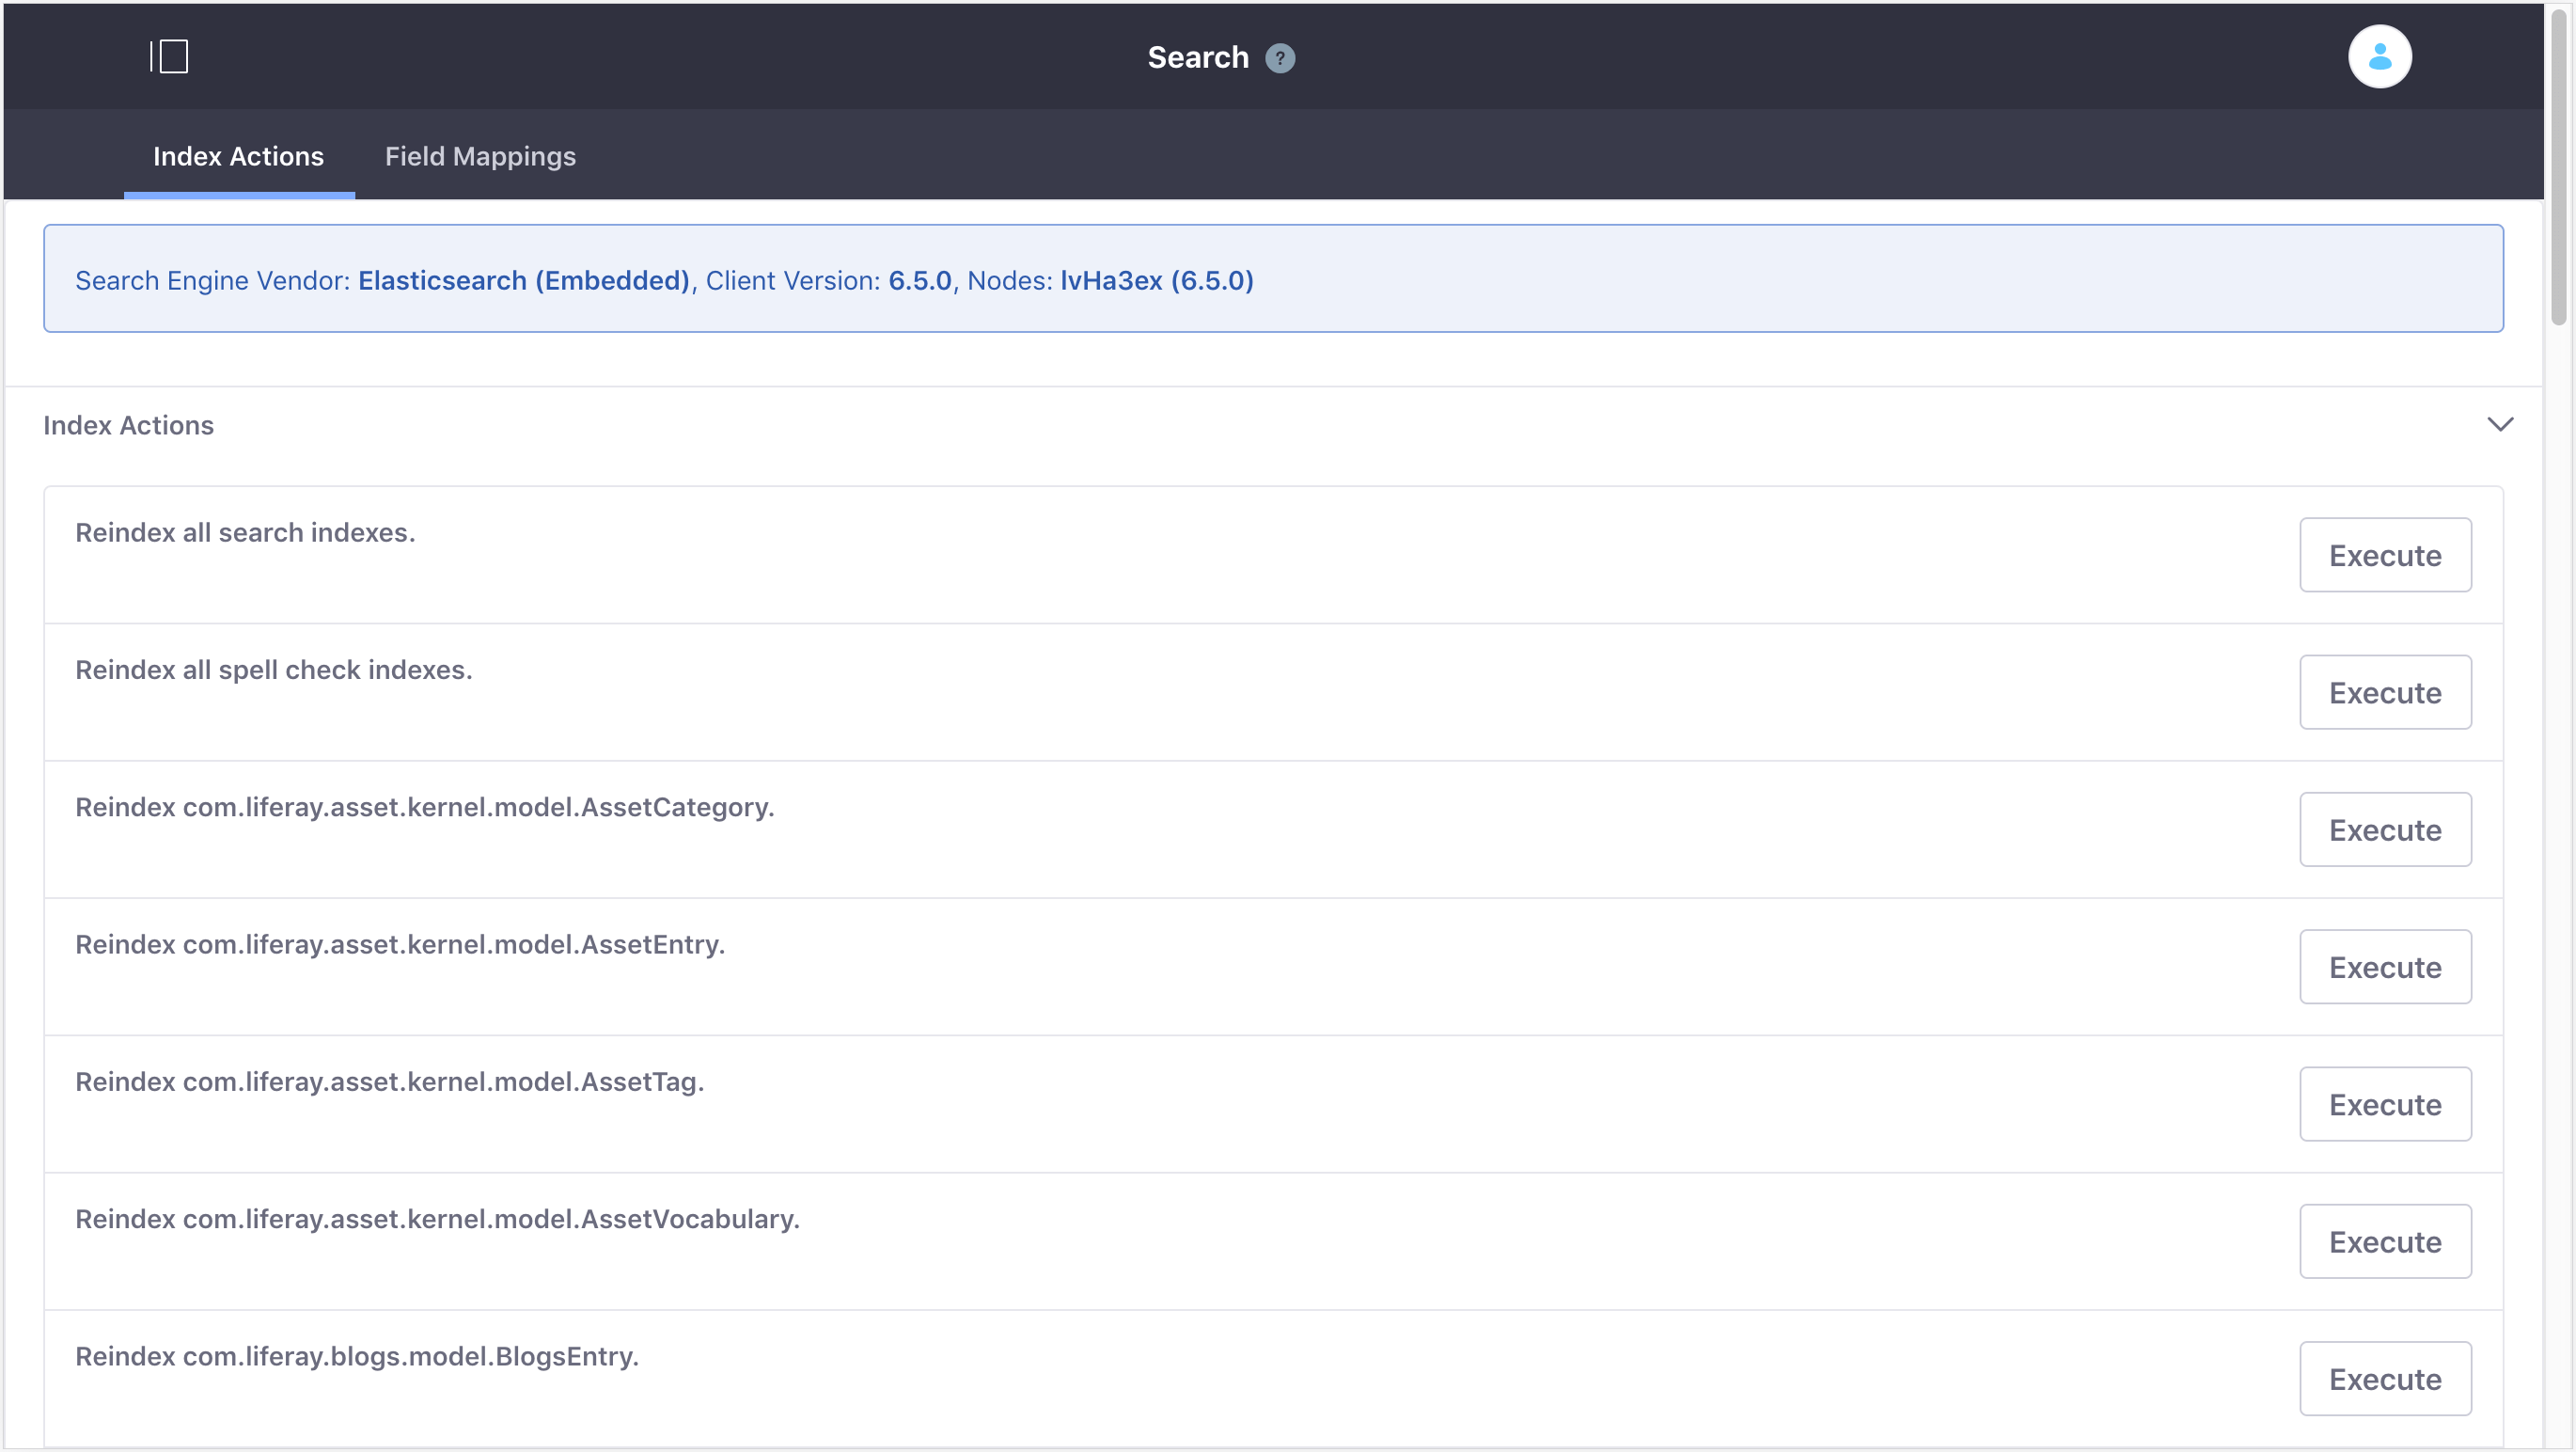 Search ?
Index Actions Field Mappings
Search Engine Vendor: Elasticsearch (Embedded), Client Version: 6.5.0, Nodes: lvHa3ex (6.5.0)
Index Actions
Reindex all search indexes. Execute
Reindex all spell check indexes. Execute
Reindex com.liferay.asset.kernel.model.AssetCategory. Execute
Reindex com.liferay.asset.kernel.model.AssetEntry. Execute
Reindex com.liferay.asset.kernel.model.AssetTag. Execute
Reindex com.liferay.asset.kernel.model.AssetVocabulary. Execute
Reindex com.liferay.blogs.model.BlogsEntry. Execute